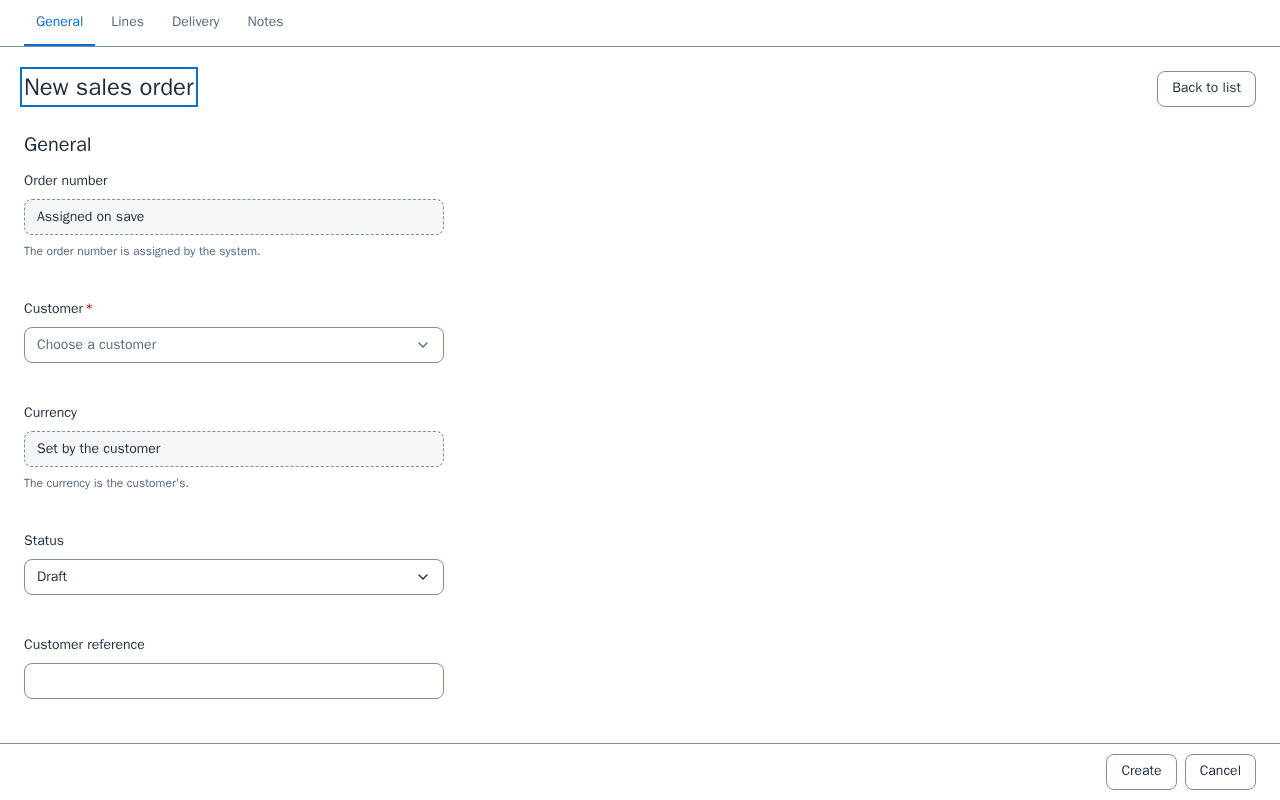 General Lines Delivery Notes
New sales order
Back to list
General
Order number
Assigned on save
The order number is assigned by the system.
Customer *
Choose a customer
Currency
Set by the customer
The currency is the customer's.
Status
Draft
Customer reference
Create Cancel